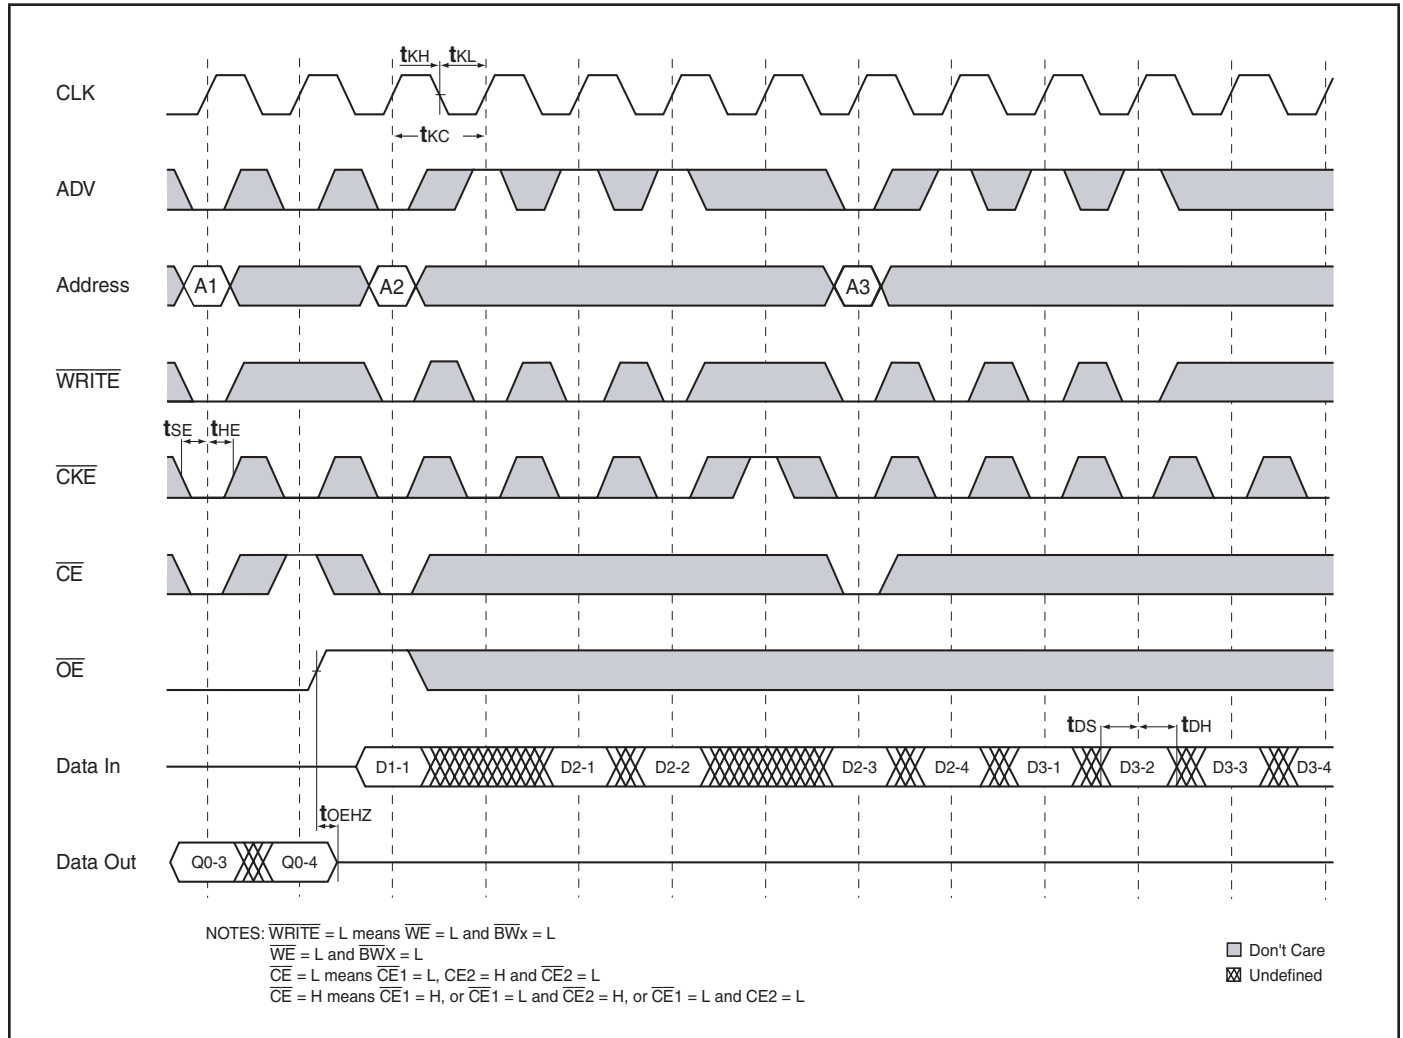 tKH tKL
CLK
tKC
ADV
Address A1 A2 A3
WRITE
tSE tHE
CKE
CE
OE
tDS tDH
Data In D1-1 D2-1 D2-2 D2-3 D2-4 D3-1 D3-2 D3-3 D3-4
tOEHZ
Data Out Q0-3 Q0-4
NOTES: WRITE = L means WE = L and BWx = L
WE = L and BWX = L
CE = L means CE1 = L, CE2 = H and CE2 = L
CE = H means CE1 = H, or CE1 = L and CE2 = H, or CE1 = L and CE2 = L
Don't Care
Undefined